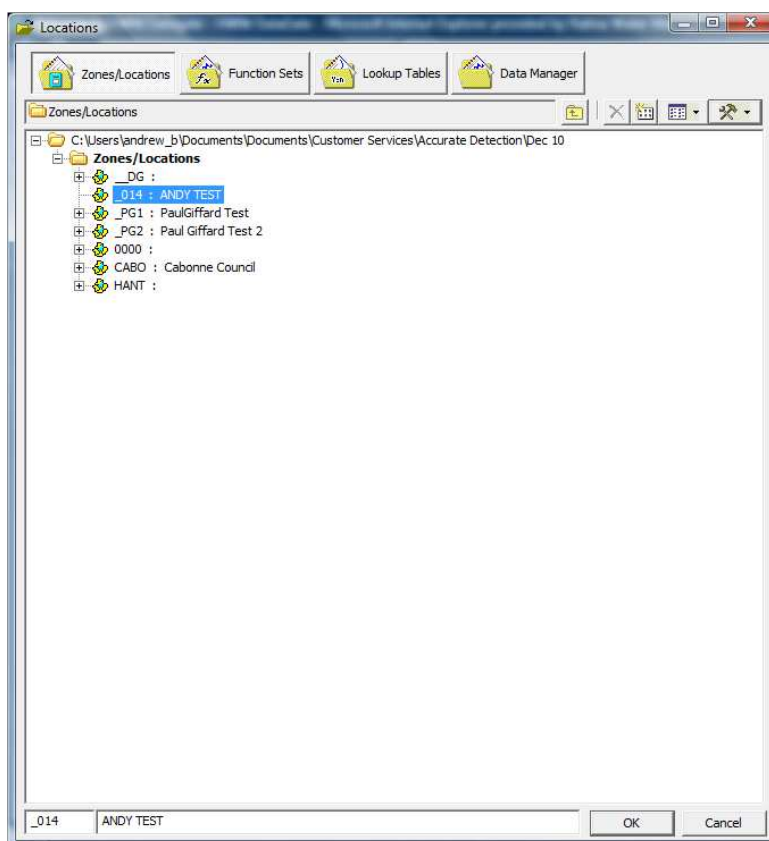 Locations
Zones/Locations
Function Sets
Lookup Tables
Data Manager
Zones/Locations
C:\Users\andrew_b\Documents\Documents\Customer Services\Accurate Detection\Dec 10
Zones/Locations
__DG :
_014 : ANDY TEST
_PG1 : PaulGiffard Test
_PG2 : Paul Giffard Test 2
0000 :
CABO : Cabonne Council
HANT :
_014 ANDY TEST OK Cancel